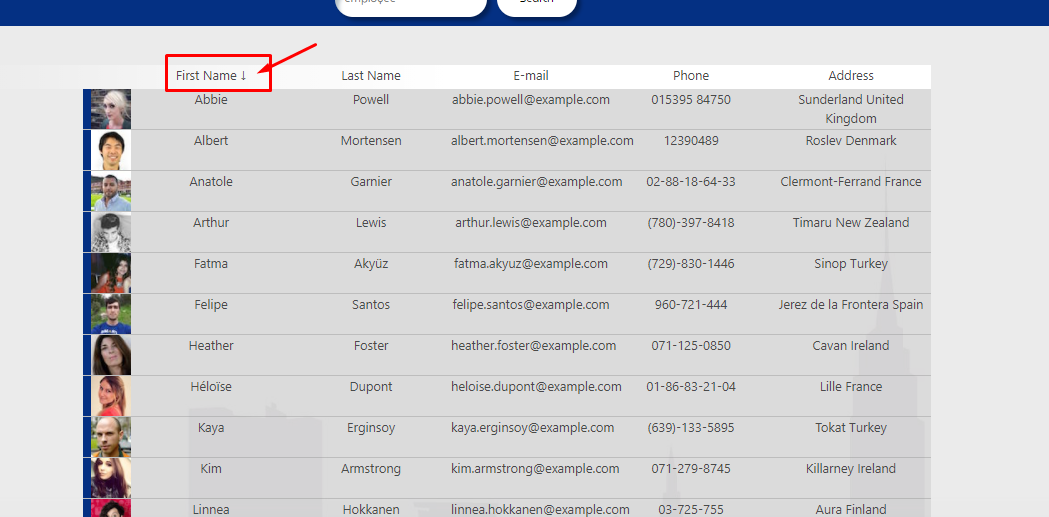 employee Search
First Name ↓ Last Name E-mail Phone Address
Abbie Powell abbie.powell@example.com 015395 84750 Sunderland United
Kingdom
Albert Mortensen albert.mortensen@example.com 12390489 Roslev Denmark
Anatole Garnier anatole.garnier@example.com 02-88-18-64-33 Clermont-Ferrand France
Arthur Lewis arthur.lewis@example.com (780)-397-8418 Timaru New Zealand
Fatma Akyüz fatma.akyuz@example.com (729)-830-1446 Sinop Turkey
Felipe Santos felipe.santos@example.com 960-721-444 Jerez de la Frontera Spain
Heather Foster heather.foster@example.com 071-125-0850 Cavan Ireland
Héloïse Dupont heloise.dupont@example.com 01-86-83-21-04 Lille France
Kaya Erginsoy kaya.erginsoy@example.com (639)-133-5895 Tokat Turkey
Kim Armstrong kim.armstrong@example.com 071-279-8745 Killarney Ireland
Linnea Hokkanen linnea.hokkanen@example.com 03-725-755 Aura Finland